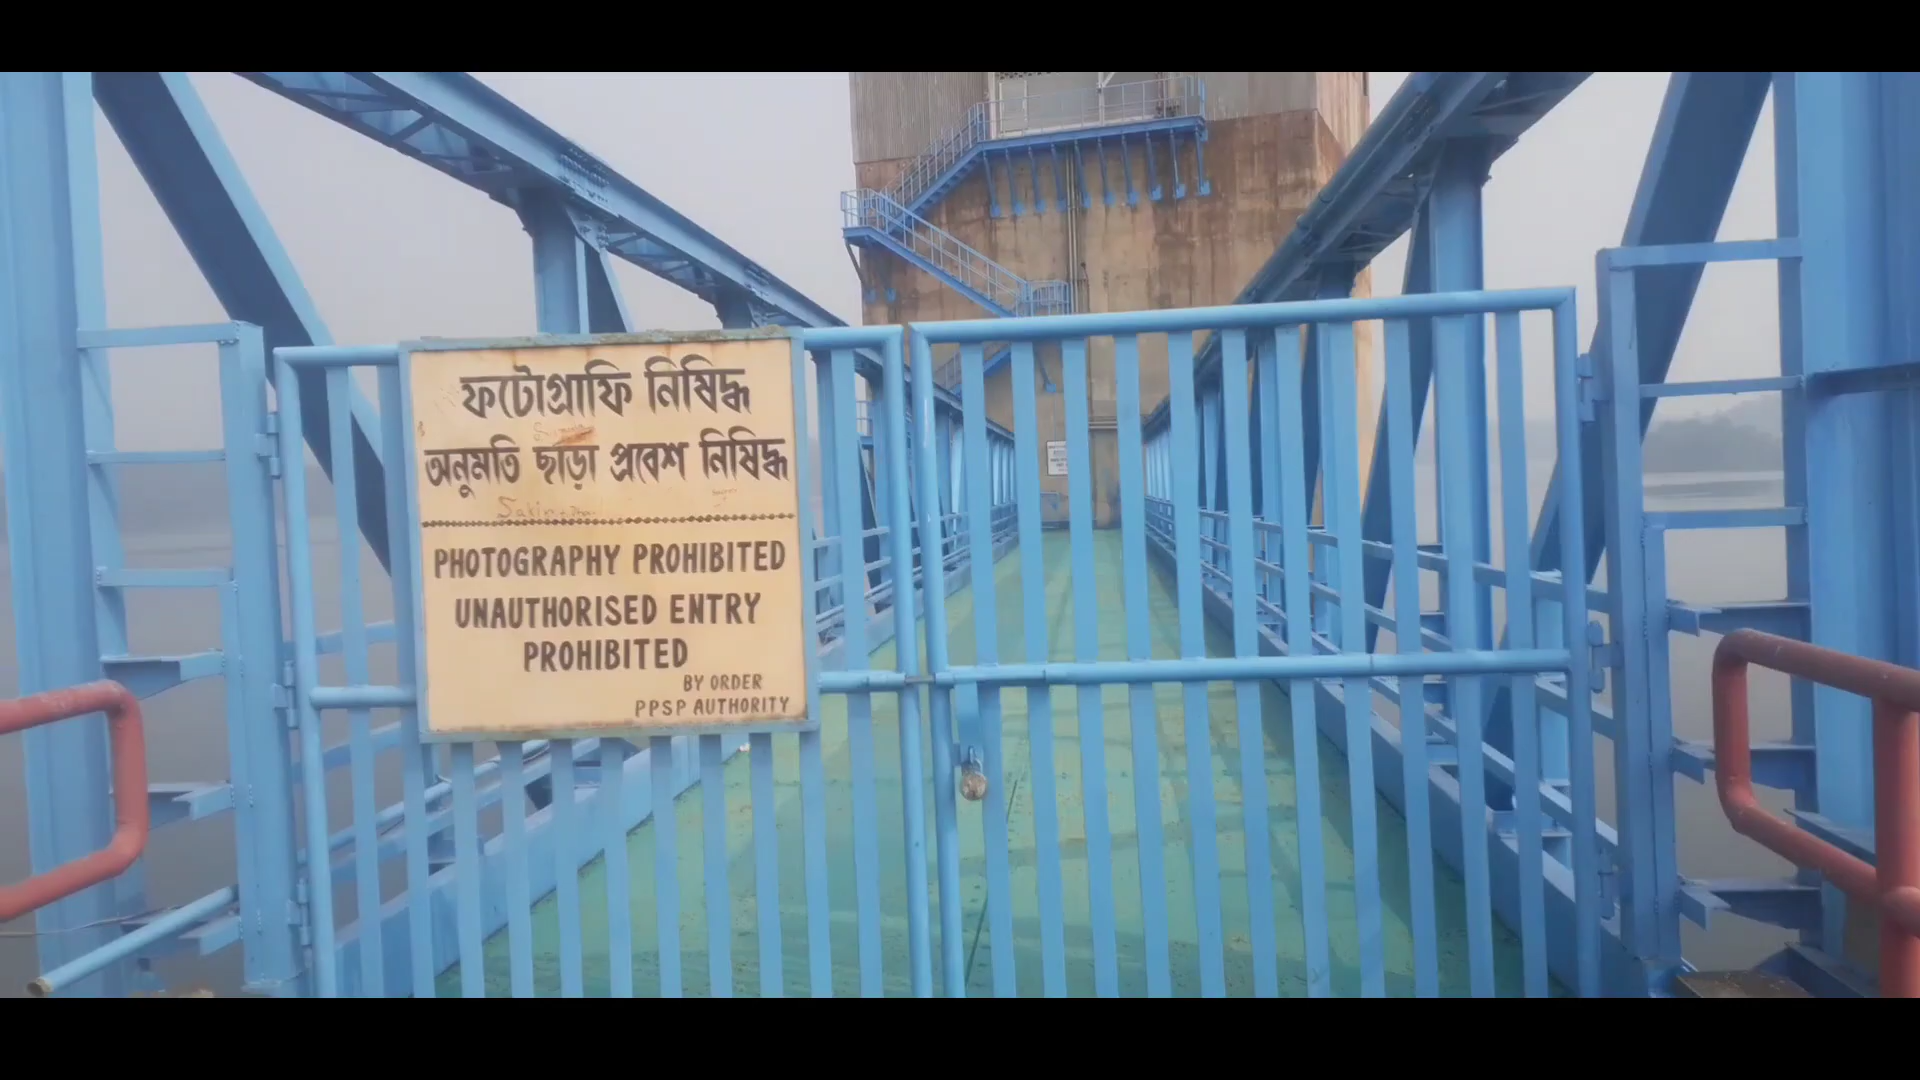 ফটোগ্রাফি নিষিদ্ধ
অনুমতি ছাড়া প্রবেশ নিষিদ্ধ
PHOTOGRAPHY PROHIBITED
UNAUTHORISED ENTRY
PROHIBITED
BY ORDER
PPSP AUTHORITY